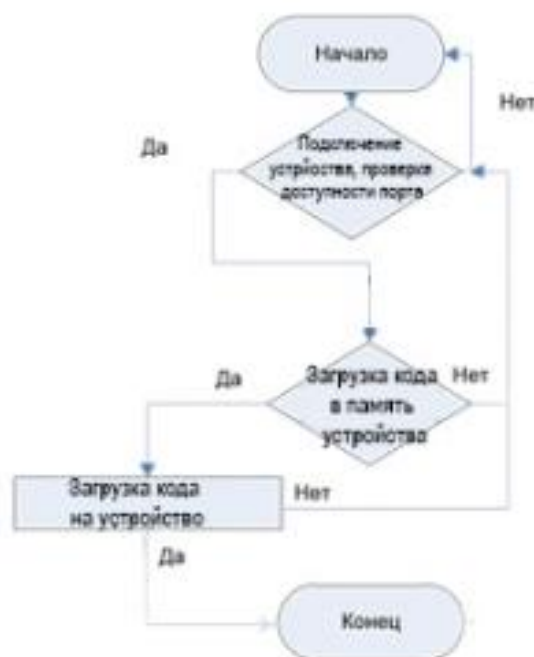 Начало
Нет
Да
Подключение
устройства, проверка
доступности порта
Да
Загрузка кода
в память
устройства
Нет
Загрузка кода
на устройство
Нет
Да
Конец